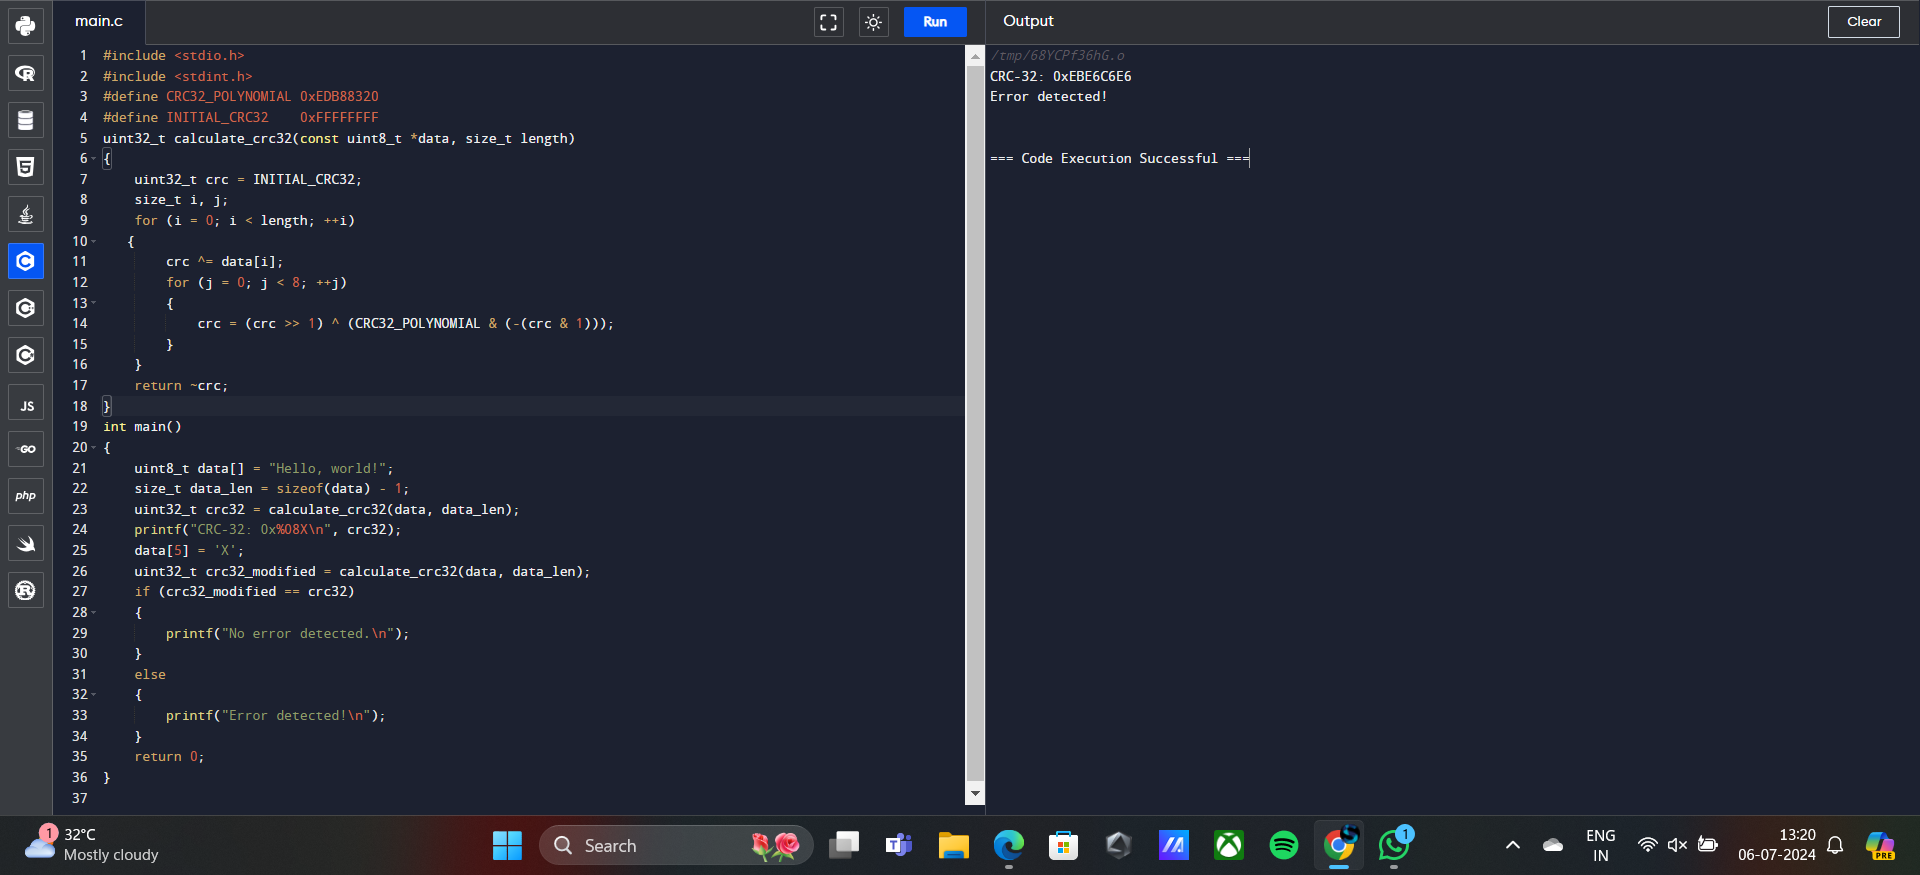 main.c
Run
Output
Clear
1 #include <stdio.h>
2 #include <stdint.h>
3 #define CRC32_POLYNOMIAL 0xEDB88320
4 #define INITIAL_CRC32    0xFFFFFFFF
5 uint32_t calculate_crc32(const uint8_t *data, size_t length)
6 {
7     uint32_t crc = INITIAL_CRC32;
8     size_t i, j;
9     for (i = 0; i < length; ++i)
10    {
11         crc ^= data[i];
12         for (j = 0; j < 8; ++j)
13         {
14             crc = (crc >> 1) ^ (CRC32_POLYNOMIAL & (-(crc & 1)));
15         }
16     }
17     return ~crc;
18 }
19 int main()
20 {
21     uint8_t data[] = "Hello, world!";
22     size_t data_len = sizeof(data) - 1;
23     uint32_t crc32 = calculate_crc32(data, data_len);
24     printf("CRC-32: 0x%08X\n", crc32);
25     data[5] = 'X';
26     uint32_t crc32_modified = calculate_crc32(data, data_len);
27     if (crc32_modified == crc32)
28     {
29         printf("No error detected.\n");
30     }
31     else
32     {
33         printf("Error detected!\n");
34     }
35     return 0;
36 }
37
/tmp/68YCPf36hG.o
CRC-32: 0xEBE6C6E6
Error detected!
=== Code Execution Successful ===
JS
GO
php
1
32°C
Mostly cloudy
Search
1
ENG
IN
13:20
06-07-2024
PRE